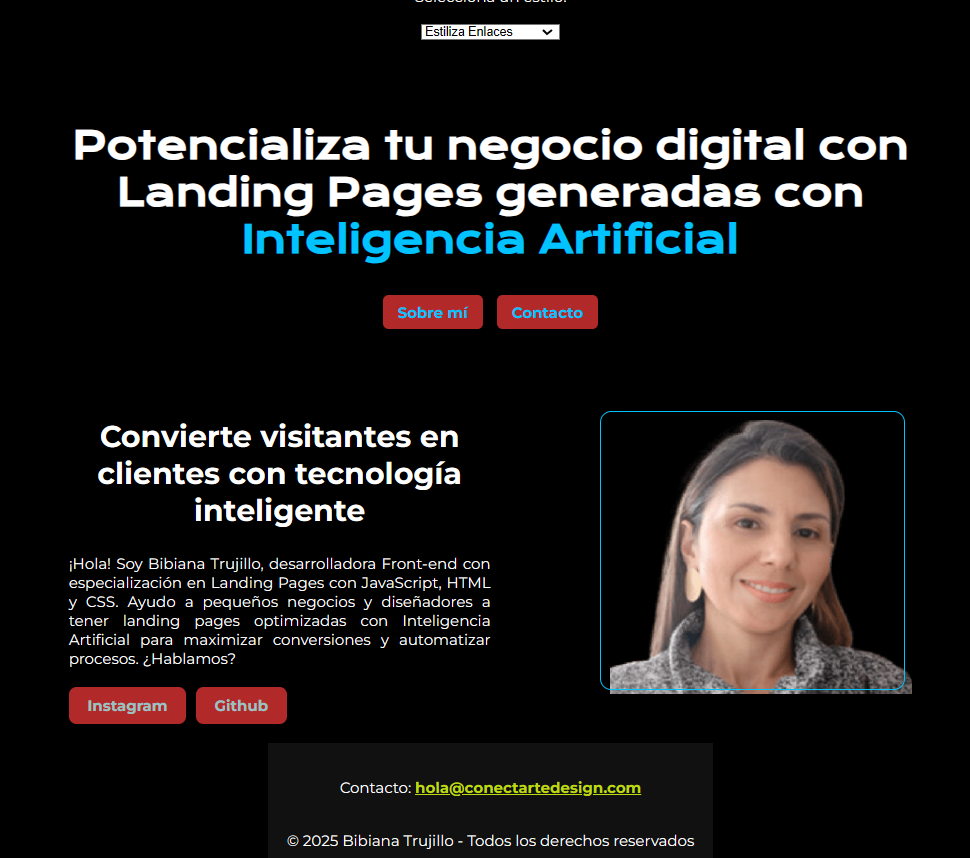 Selecciona un estilo:
Estiliza Enlaces
Potencializa tu negocio digital con
Landing Pages generadas con
Inteligencia Artificial
Sobre mí
Contacto
Convierte visitantes en
clientes con tecnología
inteligente
¡Hola! Soy Bibiana Trujillo, desarrolladora Front-end con
especialización en Landing Pages con JavaScript, HTML
y CSS. Ayudo a pequeños negocios y diseñadores a
tener landing pages optimizadas con Inteligencia
Artificial para maximizar conversiones y automatizar
procesos. ¿Hablamos?
Instagram
Github
Contacto: hola@conectartedesign.com
© 2025 Bibiana Trujillo - Todos los derechos reservados